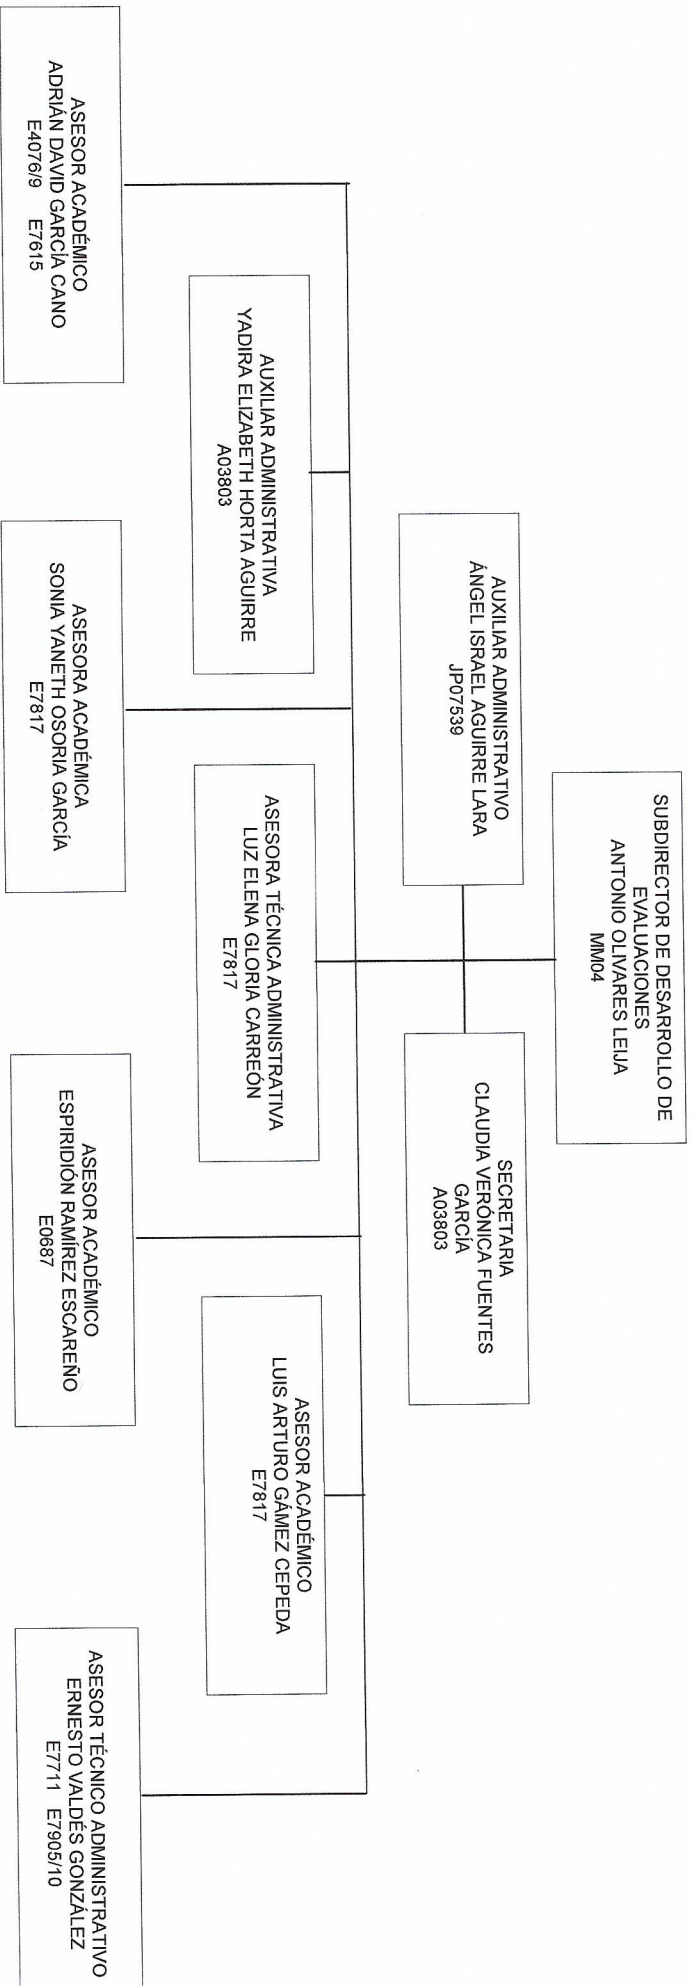 SUBDIRECTOR DE DESARROLLO DE
EVALUACIONES
ANTONIO OLIVARES LEIJA
MM04
AUXILIAR ADMINISTRATIVO
ÁNGEL ISRAEL AGUIRRE LARA
JP07539
SECRETARIA
CLAUDIA VERÓNICA FUENTES
GARCÍA
A03803
AUXILIAR ADMINISTRATIVA
YADIRA ELIZABETH HORTA AGUIRRE
A03803
ASESORA TÉCNICA ADMINISTRATIVA
LUZ ELENA GLORIA CARREÓN
E7817
ASESOR ACADÉMICO
LUIS ARTURO GÁMEZ CEPEDA
E7817
ASESOR ACADÉMICO
ADRIÁN DAVID GARCÍA CANO
E4076/9 E7615
ASESORA ACADÉMICA
SONIA YANETH OSORIA GARCÍA
E7817
ASESOR ACADÉMICO
ESPIRIDIÓN RAMÍREZ ESCAREÑO
E0687
ASESOR TÉCNICO ADMINISTRATIVO
ERNESTO VALDÉS GONZÁLEZ
E7711 E7905/10